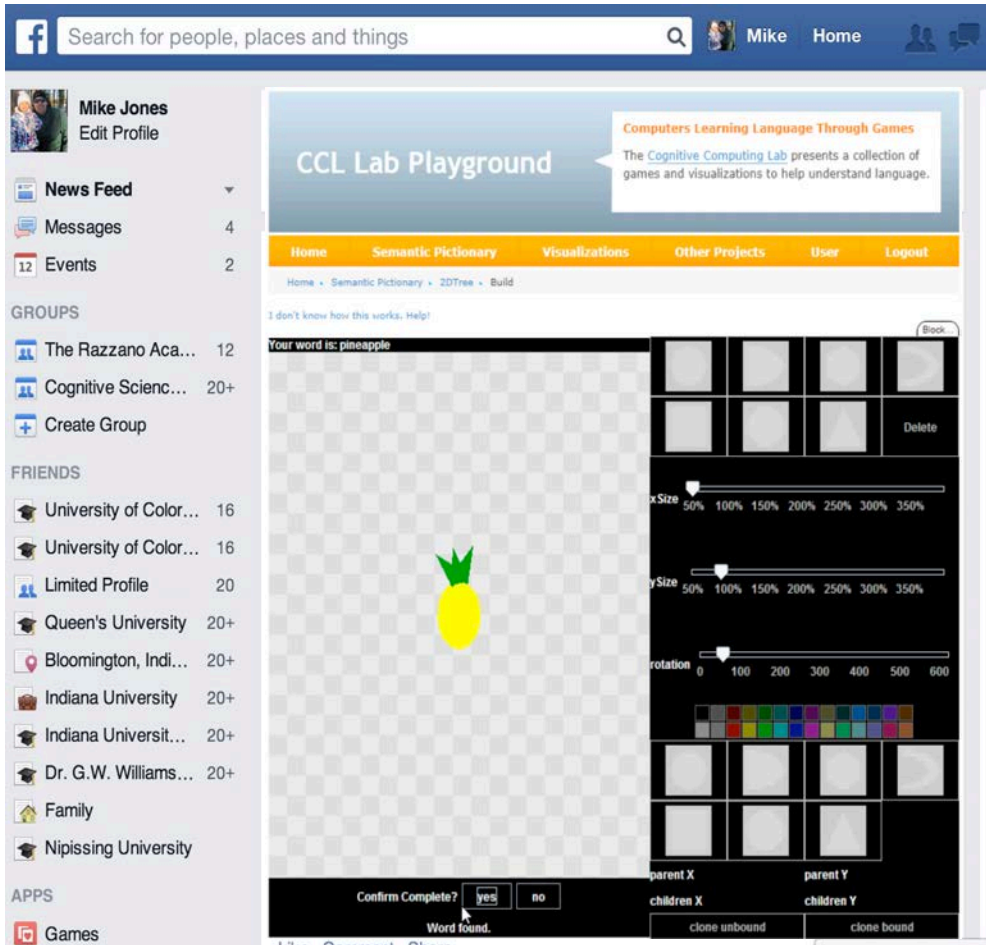 f
Search for people, places and things
Mike
Home
Mike Jones
Edit Profile
News Feed
Messages 4
12 Events 2
GROUPS
The Razzano Aca... 12
Cognitive Scienc... 20+
Create Group
FRIENDS
University of Color... 16
University of Color... 16
Limited Profile 20
Queen's University 20+
Bloomington, Indi... 20+
Indiana University 20+
Indiana Universit... 20+
Dr. G.W. Williams... 20+
Family
Nipissing University
APPS
Games
CCL Lab Playground
Computers Learning Language Through Games
The Cognitive Computing Lab presents a collection of
games and visualizations to help understand language.
Home Semantic Pictionary Visualizations Other Projects User Logout
Home • Semantic Pictionary • 2DTree • Build
I don't know how this works. Help!
Block...
Your word is: pineapple
Delete
xSize
50% 100% 150% 200% 250% 300% 350%
ySize
50% 100% 150% 200% 250% 300% 350%
rotation
0 100 200 300 400 500 600
parent X parent Y
children X children Y
clone unbound clone bound
Confirm Complete? yes no
Word found.
Like Comment Share